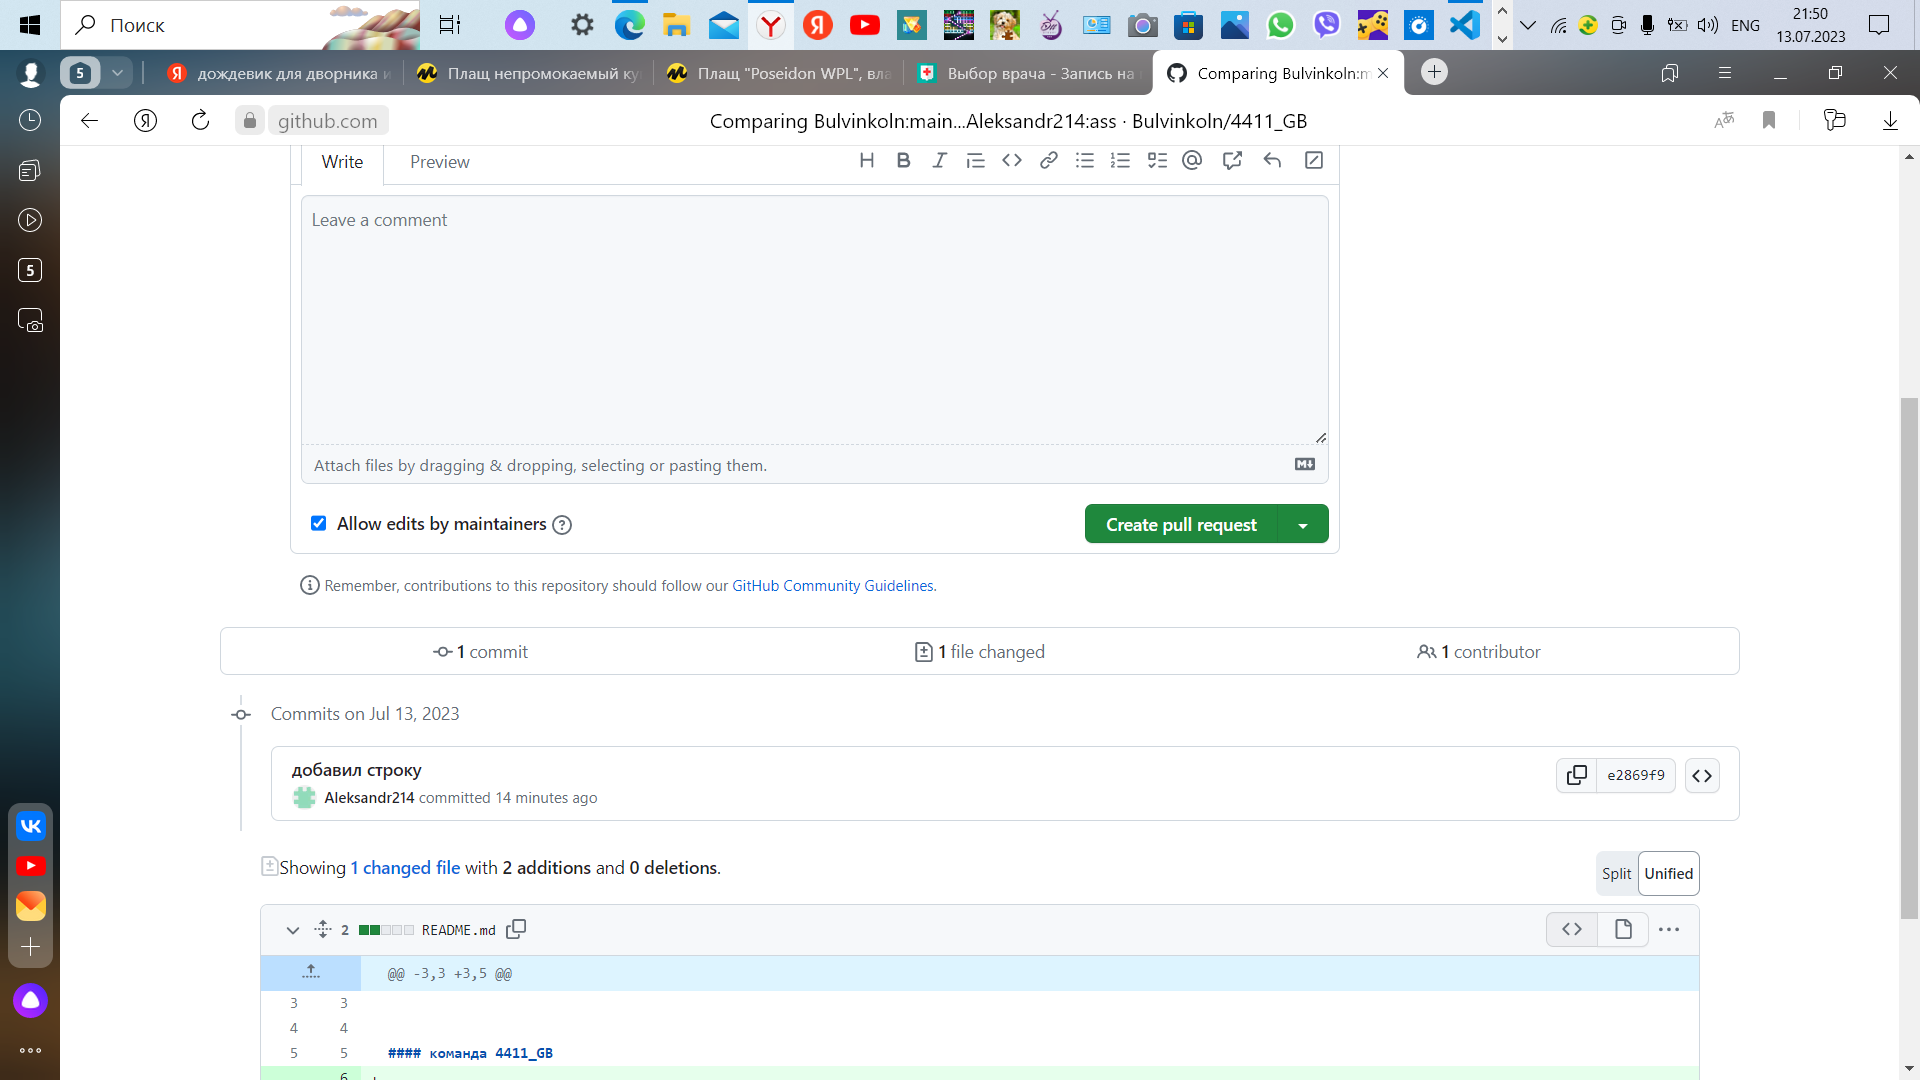 Поиск
ENG
21:50
13.07.2023
5
дождевик для дворника и
Плащ непромокаемый ку
Плащ "Poseidon WPL", вла
Выбор врача - Запись на
Comparing Bulvinkoln:m
github.com
Comparing Bulvinkoln:main...Aleksandr214:ass · Bulvinkoln/4411_GB
5
Write
Preview
Leave a comment
Attach files by dragging & dropping, selecting or pasting them.
Allow edits by maintainers
Create pull request
Remember, contributions to this repository should follow our GitHub Community Guidelines.
1 commit
1 file changed
1 contributor
Commits on Jul 13, 2023
добавил строку
e2869f9
Aleksandr214 committed 14 minutes ago
Showing 1 changed file with 2 additions and 0 deletions.
Split
Unified
2
README.md
@@ -3,3 +3,5 @@
3 3
4 4
5 5 #### команда 4411_GB
6 +